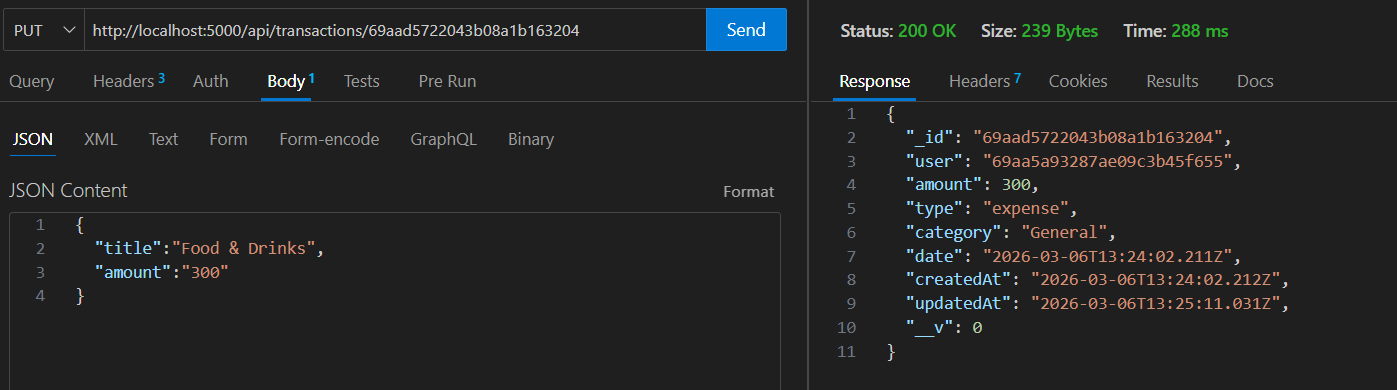 PUT http://localhost:5000/api/transactions/69aad5722043b08a1b163204 Send
Query Headers 3 Auth Body 1 Tests Pre Run
JSON XML Text Form Form-encode GraphQL Binary
JSON Content Format
1 {
2 "title":"Food & Drinks",
3 "amount":"300"
4 }
Status: 200 OK Size: 239 Bytes Time: 288 ms
Response Headers 7 Cookies Results Docs
1 {
2 "_id": "69aad5722043b08a1b163204",
3 "user": "69aa5a93287ae09c3b45f655",
4 "amount": 300,
5 "type": "expense",
6 "category": "General",
7 "date": "2026-03-06T13:24:02.211Z",
8 "createdAt": "2026-03-06T13:24:02.212Z",
9 "updatedAt": "2026-03-06T13:25:11.031Z",
10 "__v": 0
11 }